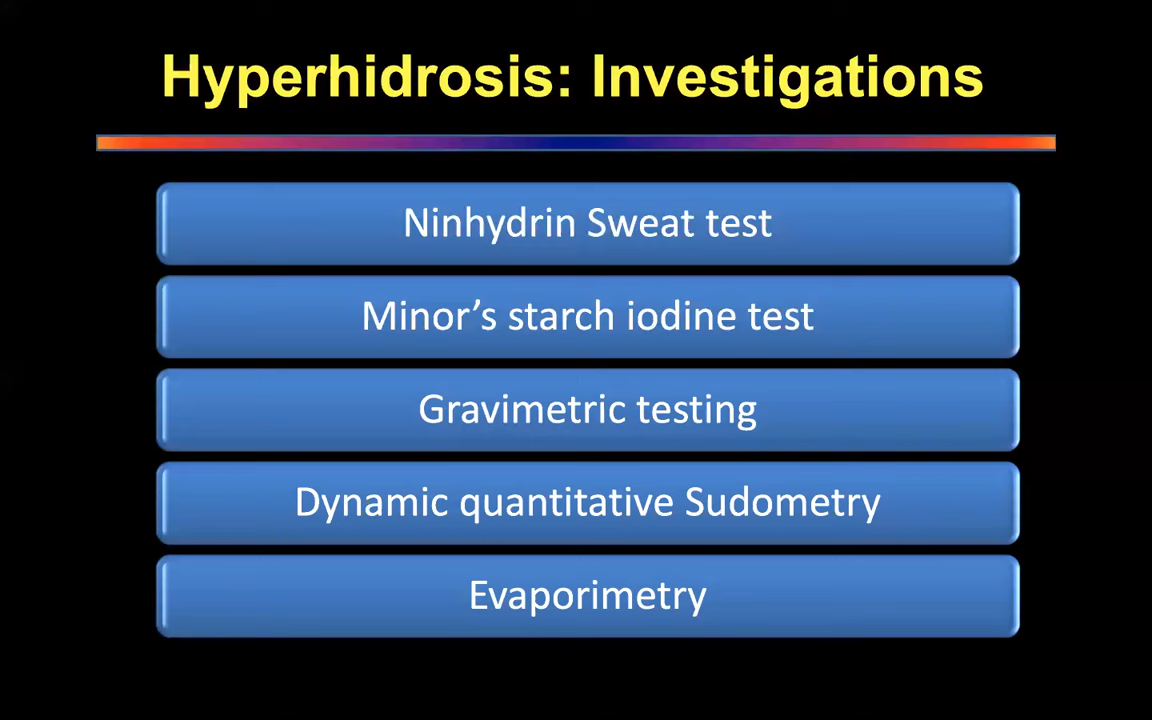 Hyperhidrosis: Investigations
Ninhydrin Sweat test
Minor’s starch iodine test
Gravimetric testing
Dynamic quantitative Sudometry
Evaporimetry